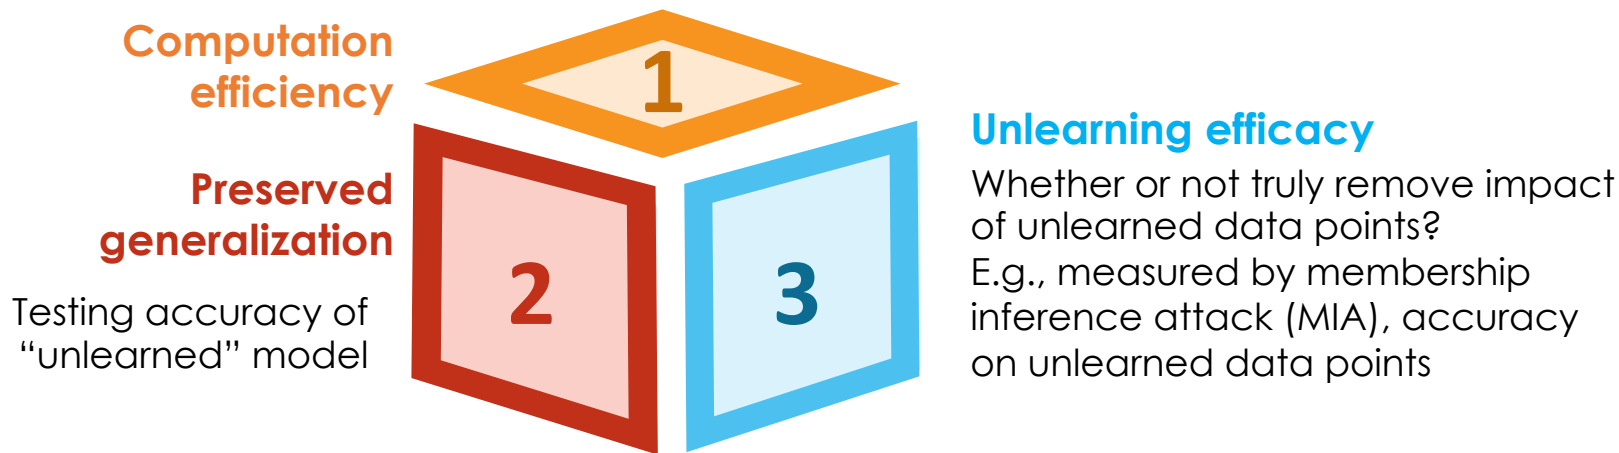 Computation
efficiency
1
Preserved
generalization
Testing accuracy of
“unlearned” model
2
3
Unlearning efficacy
Whether or not truly remove impact
of unlearned data points?
E.g., measured by membership
inference attack (MIA), accuracy
on unlearned data points